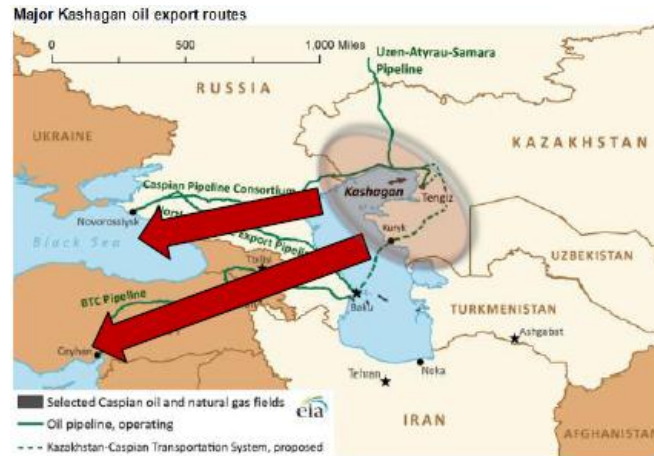 Major Kashagan oil export routes
0 500 1,000 Miles
Uzen-Atyrau-Samara
Pipeline
RUSSIA
UKRAINE
KAZAKHSTAN
Caspian Pipeline Consortium
Kashagan
Tengiz
Novorossiysk
Export Pipeline
Kuryk
Black Sea
Tbilisi
UZBEKISTAN
BTC Pipeline
Baku
TURKMENISTAN
Ashgabat
Ceyhan
Tehran
Neka
Selected Caspian oil and natural gas fields
eia
Oil pipeline, operating
IRAN
Kazakhstan-Caspian Transportation System, proposed
AFGHANISTAN